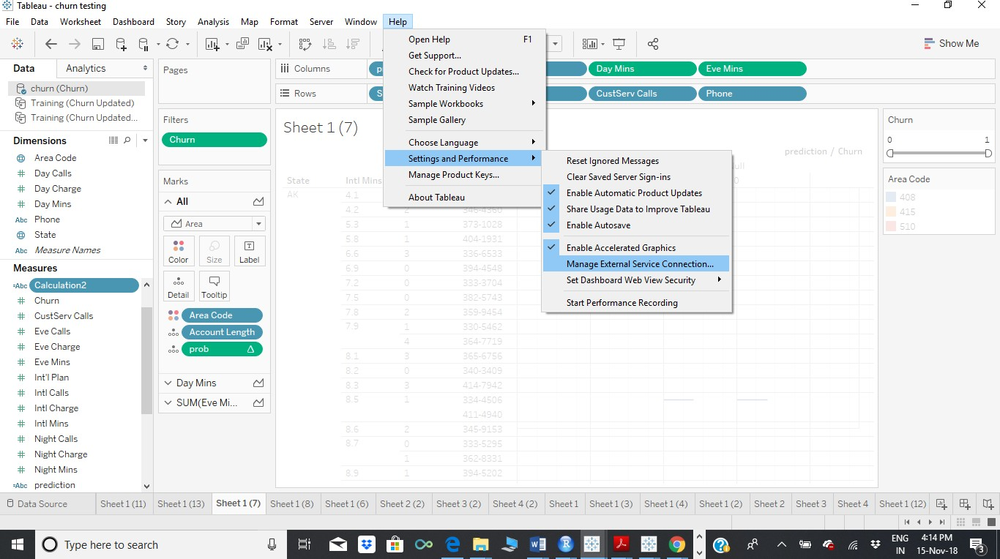 Tableau - churn testing
File Data Worksheet Dashboard Story Analysis Map Format Server Window Help
Show Me
Data Analytics
churn (Churn)
Training (Churn Updated)
Training (Churn Updated...
Dimensions
Area Code
Day Calls
Day Charge
Day Mins
Abc Phone
State
Abc Measure Names
Measures
=Abc Calculation2
Churn
CustServ Calls
Eve Calls
Eve Charge
Eve Mins
Int'l Plan
Intl Calls
Intl Charge
Intl Mins
Night Calls
Night Charge
Night Mins
=Abc prediction
Pages
Filters
Churn
Marks
All
Area
Color Size Label
Detail Tooltip
Area Code
Account Length
prob Δ
Day Mins
SUM(Eve Mi...
Columns p Day Mins Eve Mins
Rows S CustServ Calls Phone
Sheet 1 (7)
prediction / Churn
State Intl Mins
AK 4.1
4.2 2 346-4360
5.3 1 373-1028
5.8 1 404-1931
6.6 3 336-6533
6.9 0 394-4548
7.2 0 333-3704
7.5 0 382-5743
7.8 2 359-9454
7.9 1 330-5462
4 364-7719
8.1 3 365-6756
8.2 0 340-3409
8.3 3 414-7942
8.5 1 334-4506
411-4940
8.6 2 345-9153
8.7 0 333-5295
1 362-8331
8.9 1 394-5202
Open Help F1
Get Support...
Check for Product Updates...
Watch Training Videos
Sample Workbooks
Sample Gallery
Choose Language
Settings and Performance
Manage Product Keys...
About Tableau
Reset Ignored Messages
Clear Saved Server Sign-ins
Enable Automatic Product Updates
Share Usage Data to Improve Tableau
Enable Autosave
Enable Accelerated Graphics
Manage External Service Connection...
Set Dashboard Web View Security
Start Performance Recording
Churn
0 1
Area Code
408
415
510
Data Source Sheet 1 (11) Sheet 1 (13) Sheet 1 (7) Sheet 1 (8) Sheet 1 (6) Sheet 2 (2) Sheet 3 (2) Sheet 4 (2) Sheet 1 Sheet 1 (3) Sheet 1 (4) Sheet 1 (2) Sheet 2 Sheet 3 Sheet 4 Sheet 1 (12)
Type here to search
ENG 4:14 PM
IN 15-Nov-18
3